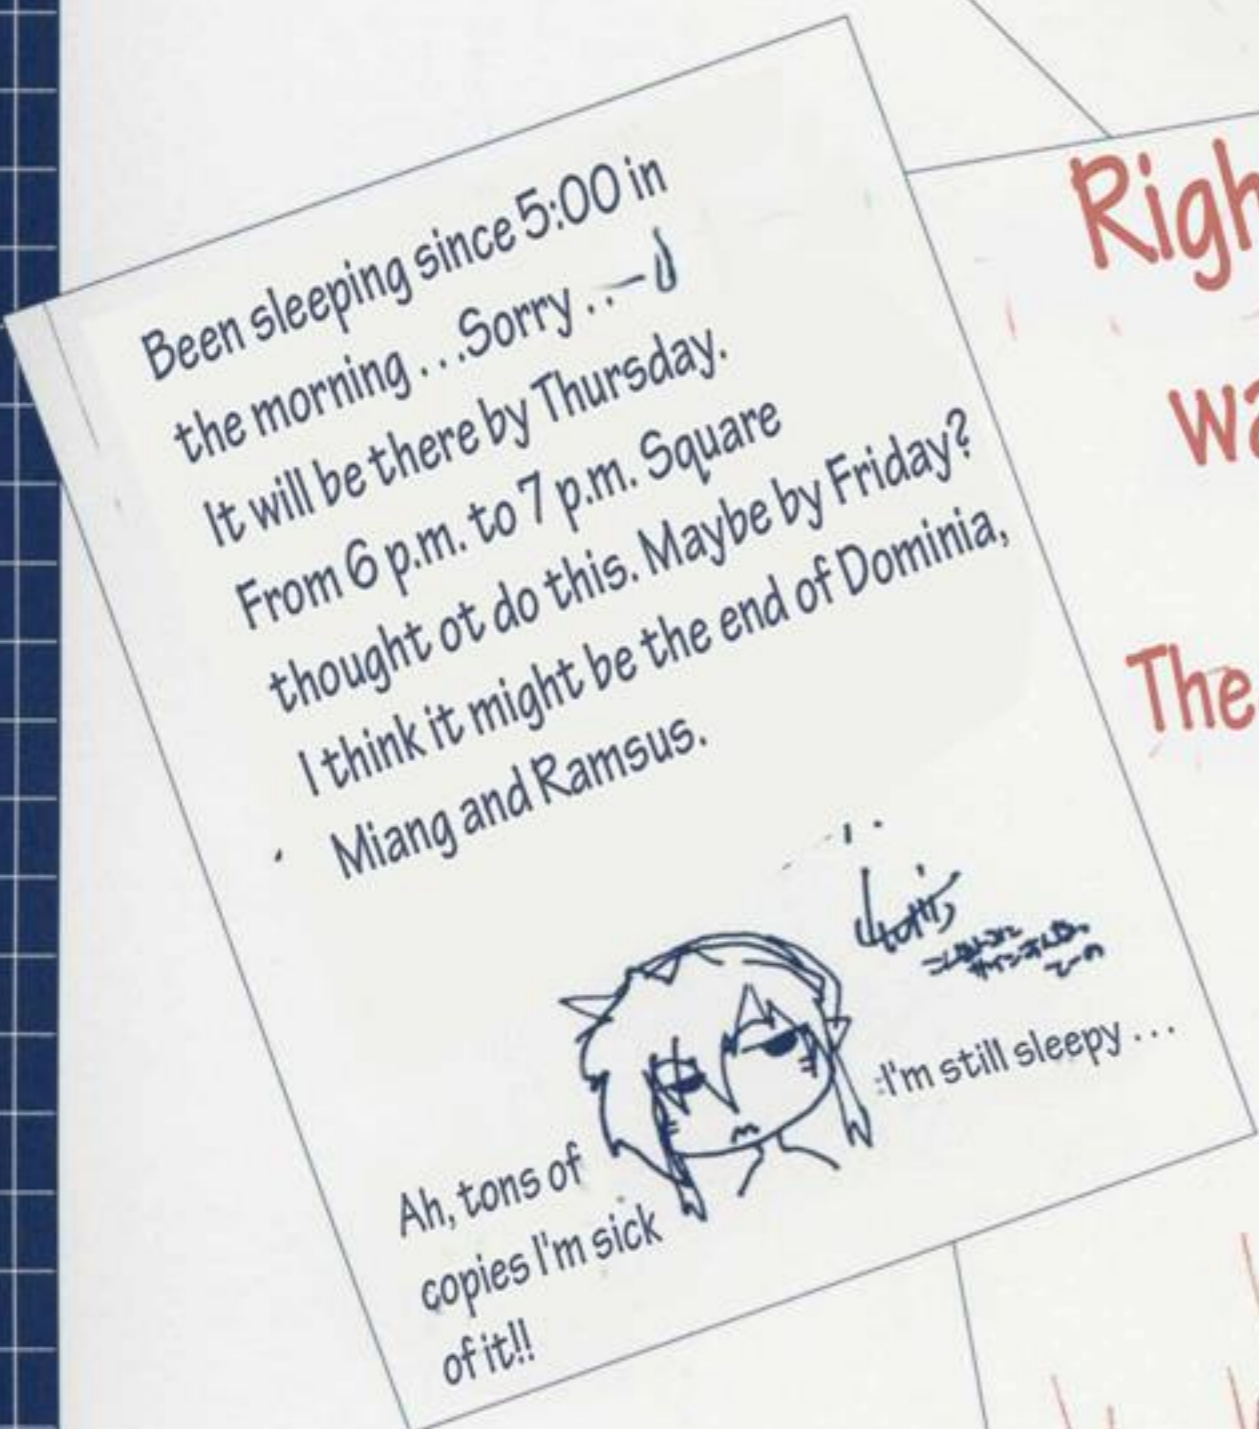 Been sleeping since 5:00 in
the morning . . .Sorry . .
It will be there by Thursday.
From 6 p.m. to 7 p.m. Square
thought ot do this. Maybe by Friday?
I think it might be the end of Dominia,
Miang and Ramsus.
:I'm still sleepy . . .
Ah, tons of
copies I'm sick
of it!!
Righ
wa
The